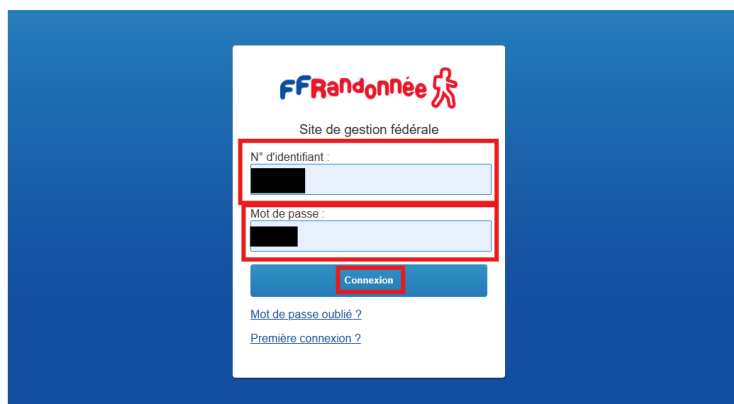 FFRandonnée
Site de gestion fédérale
N° d'identifiant :
Mot de passe :
Connexion
Mot de passe oublié ?
Première connexion ?